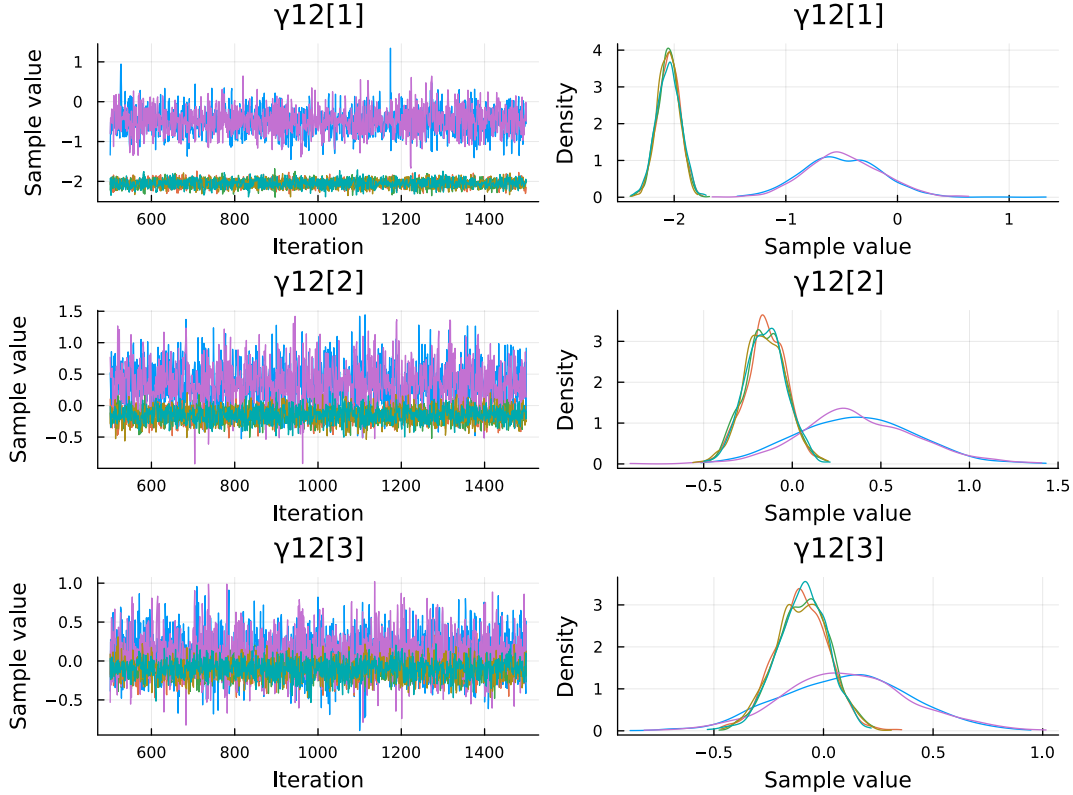 γ12[1]
γ12[1]
Sample value
0
−1
−2
600
800
1000
1200
1400
Iteration
Density
4
3
2
1
0
−2
−1
0
1
Sample value
γ12[2]
γ12[2]
Sample value
1.5
1.0
0.5
0.0
−0.5
600
800
1000
1200
1400
Iteration
Density
3
2
1
0
−0.5
0.0
0.5
1.0
1.5
Sample value
γ12[3]
γ12[3]
Sample value
1.0
0.5
0.0
−0.5
600
800
1000
1200
1400
Iteration
Density
3
2
1
0
−0.5
0.0
0.5
1.0
Sample value